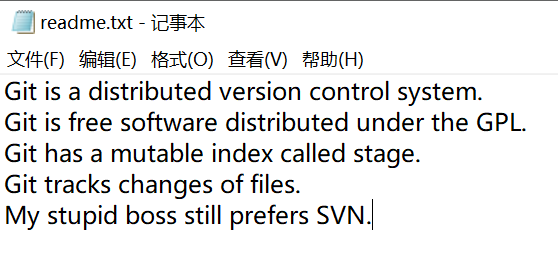 readme.txt - 记事本
文件(F) 编辑(E) 格式(O) 查看(V) 帮助(H)
Git is a distributed version control system.
Git is free software distributed under the GPL.
Git has a mutable index called stage.
Git tracks changes of files.
My stupid boss still prefers SVN.